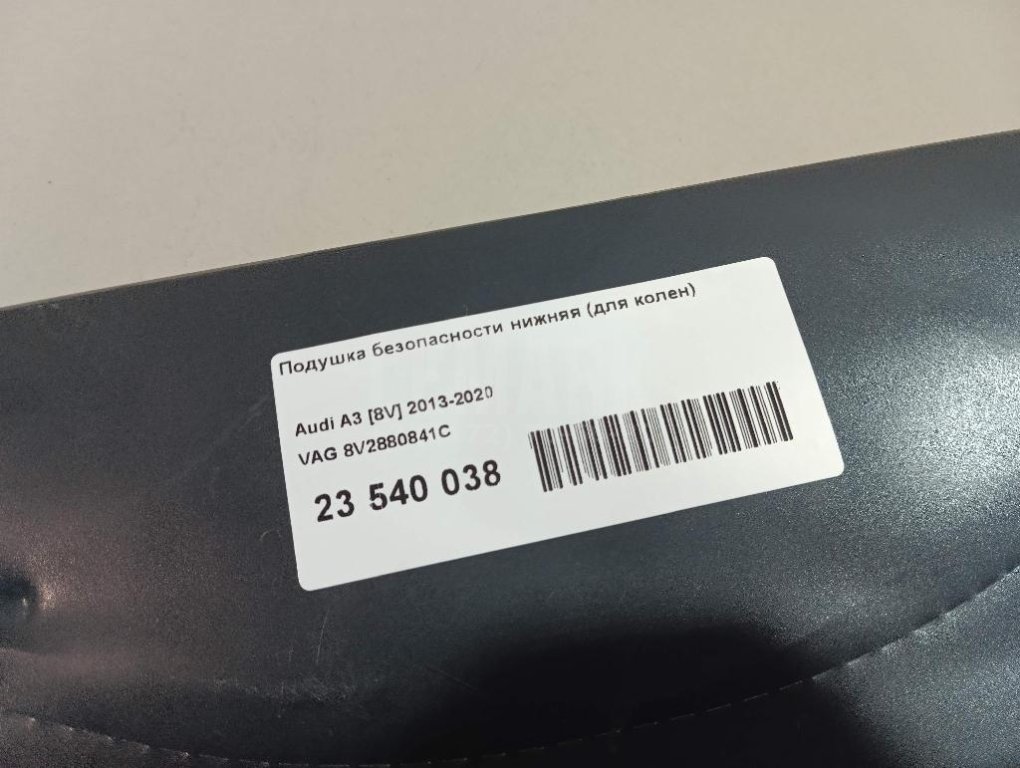 Подушка безопасности нижняя (для колен)
Audi A3 [8V] 2013-2020
VAG 8V2880841C
23 540 038